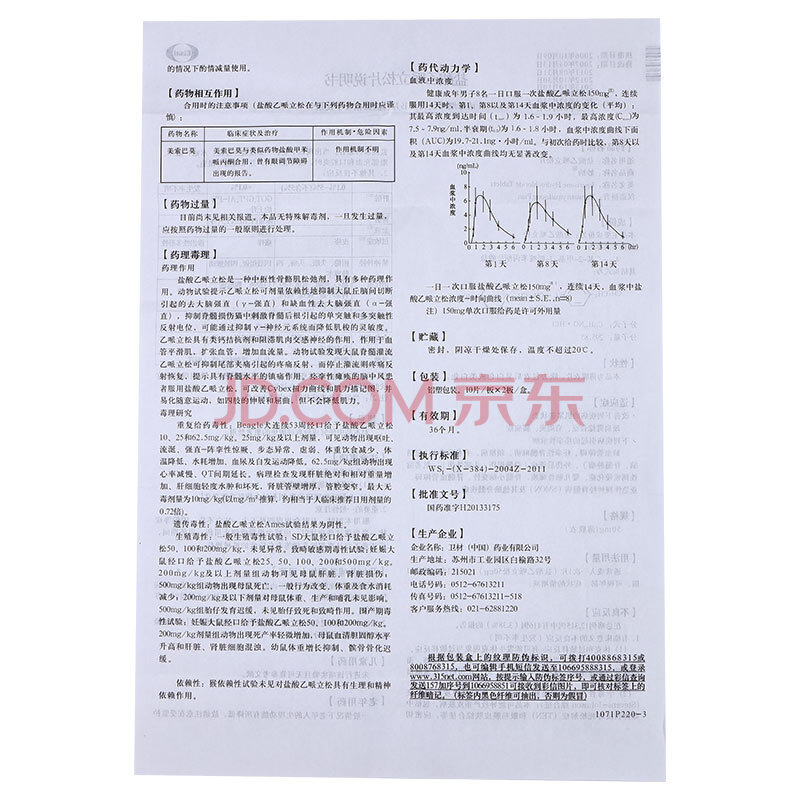 的情况下酌情减量使用。
【药物相互作用】
合用时的注意事项（盐酸乙哌立松在与下列药物合用时应谨
慎）：
药物名称 临床症状及治疗 作用机制·危险因素
美索巴莫 美索巴莫与类似药物盐酸甲苯 作用机制不明
哌丙酮合用，曾有眼调节障碍
出现的报告。
【药物过量】
目前尚未见相关报道。本品无特殊解毒剂，一旦发生过量，
应按照药物过量的一般原则进行处理。
【药理毒理】
药理作用
盐酸乙哌立松是一种中枢性骨骼肌松弛剂，具有多种药理作
用。动物试验提示乙哌立松可剂量依赖性地抑制大鼠丘脑间切断
引起的去大脑强直（γ-强直）和缺血性去大脑强直（α-强
直），抑制脊髓损伤猫中刺激脊髓后根引起的单突触和多突触性
反射电位，可能通过抑制γ-神经元系统而降低肌梭的灵敏度。
乙哌立松具有类钙拮抗剂和阻滞肌肉交感神经的作用，作用于血
管平滑肌，扩张血管，增加血流量。动物试验发现大鼠脊髓灌流
乙哌立松可抑制尾部夹痛引起的疼痛反射，而停止灌流则疼痛反
射恢复，提示具有脊髓水平的镇痛作用。经挛性瘫痪的脑中风患
者服用盐酸乙哌立松，可改善Cybex扭力曲线和肌力描记图，并
易化随意运动，如四肢的伸展和屈曲，但不会降低肌力。
毒理研究
重复给药毒性：Beagle犬连续53周经口给予盐酸乙哌立松
10、25和62.5mg/kg，25mg/kg及以上剂量，可见动物出现呕吐、
流涎、强直-阵挛性惊厥、步态异常、虚弱、体重饮食减少、体
温降低、水耗增加、血尿及自发运动降低。62.5mg/kg组动物出现
心率减慢、QT间期延长。病理检查发现肝脏绝对和相对重量增
加、肝细胞轻度水肿和坏死，肾脏管壁增厚，管腔变窄。最大无
毒剂量为10mg/kg(以mg/m²推算，约相当于人临床推荐日用剂量的
0.72倍)。
遗传毒性：盐酸乙哌立松Ames试验结果为阴性。
生殖毒性：一般生殖毒性试验：SD大鼠经口给予盐酸乙哌立
松50、100和200mg/kg，未见异常。致畸敏感期毒性试验：妊娠大
鼠经口给予盐酸乙哌立松25、50、100、200和500mg/kg，
200mg/kg及以上剂量组动物可见母鼠肝脏、肾脏损伤；
500mg/kg组动物出现母鼠死亡、一般行为改变、体重及食水消耗
减少；200mg/kg及以下剂量对母鼠体重、生产和哺乳未见影响。
500mg/kg组胎仔发育迟缓，未见胎仔致死和致畸作用。围产期毒
性试验：妊娠大鼠经口给予盐酸乙哌立松50、100和200mg/kg，
200mg/kg剂量组动物出现死产率轻微增加，母鼠血清胆固醇水平
升高和肝脏、肾脏细胞混浊。幼鼠体重增长抑制、骸骨骨化迟
缓。
依赖性：猴依赖性试验未见对盐酸乙哌立松具有生理和精神
依赖作用。
【药代动力学】
血液中浓度
健康成年男子8名一日口服一次盐酸乙哌立松150mg，连续
服用14天时，第1、第8以及第14天血浆中浓度的变化（平均）：
其最高浓度到达时间（tmax）为 1.6 - 1.9 小时，最高浓度(Cmax)为
7.5 - 7.9ng/ml，半衰期(t½)为 1.6 - 1.8 小时，血浆中浓度曲线下面
积（AUC)为19.7-21.1ng·小时/ml。与初次给药时比较，第8天以
及第14天血浆中浓度曲线均无显著改变。
(ng/mL)
血浆中浓度
10
8
6
4
2
0
0 1 2 3 4 5 6 0 1 2 3 4 5 6 0 1 2 3 4 5 6 (hr)
第1天 第8天 第14天
一日一次口服盐酸乙哌立松150mg，连续14天，血浆中盐
酸乙哌立松浓度-时间曲线（mean±S.E.,n=8)
注）150mg单次口服给药是许可外用量
【贮藏】
密封，阴凉干燥处保存，温度不超过20℃。
【包装】
铝塑包装，10片／板×2板／盒。
【有效期】
36个月。
【执行标准】
WS₁-(X-384)-2004Z-2011
【批准文号】
国药准字H20133175
【生产企业】
企业名称：卫材（中国）药业有限公司
生产地址：苏州市工业园区白榆路32号
邮政编码：215021
电话号码：0512-67613211
传真号码：0512-67613211-518
客户服务热线：021-62881220
根据包装盒上的纹理防伪标识，可拨打4008868315或
8008768315，也可编辑手机短信发送至106695888315，或登录
www.315net.com网站，按提示输入防伪标签序号，或通过彩信查询
发送157加序号到1066958851可接收到彩信图片，即可核对标签上的
纤维暗记。（标签内黑色纤维可抽出，否则为假冒）
1071P220-3
JD.COM 京东